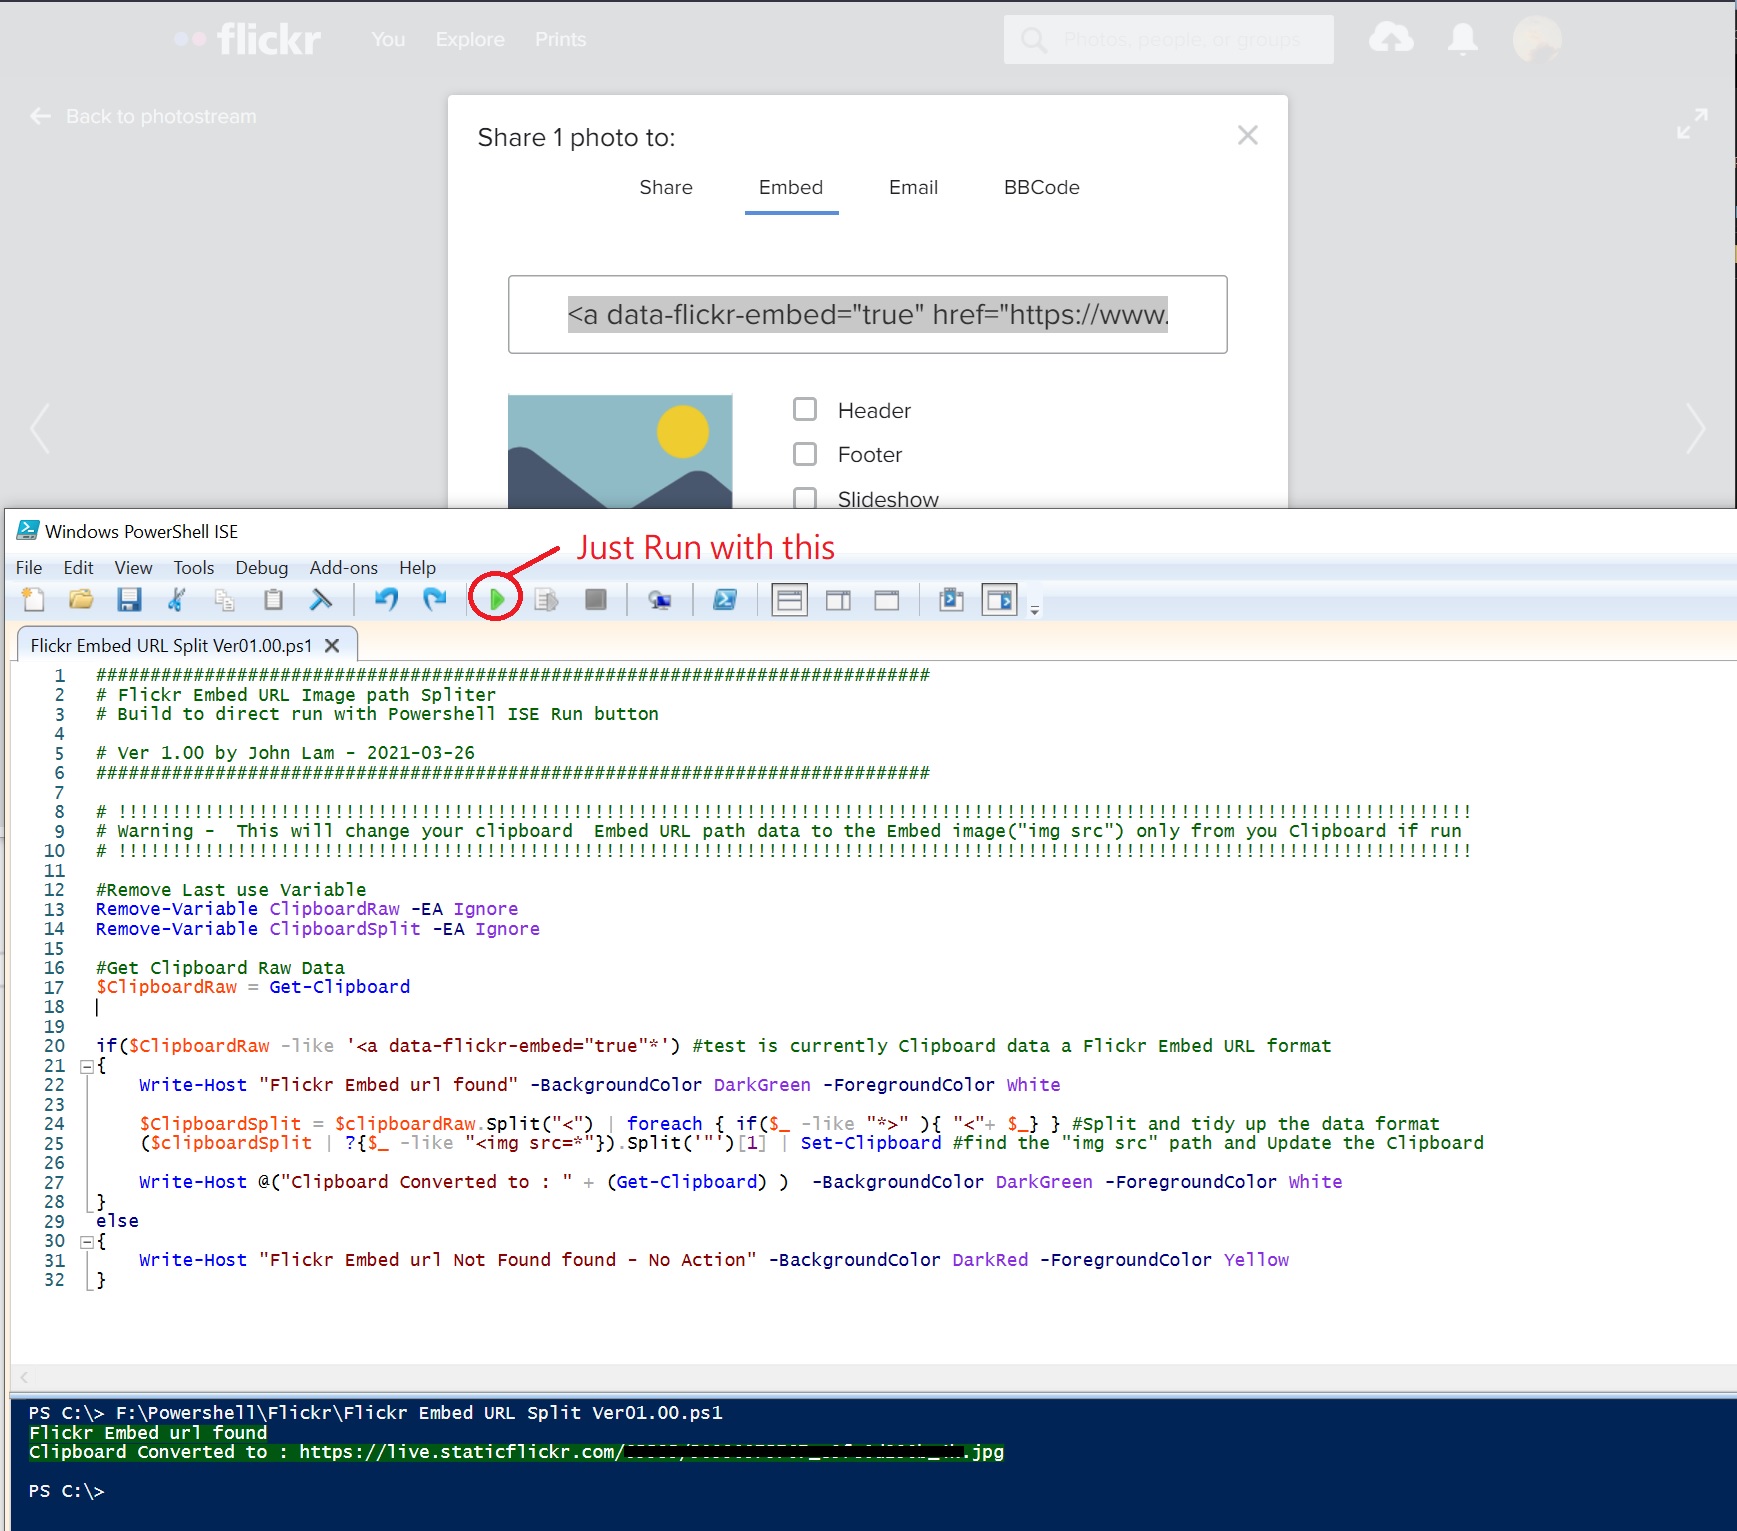 flickr You Explore Prints Photos, people, or groups
Back to photostream
Share 1 photo to:
Share Embed Email BBCode
<a data-flickr-embed="true" href="https://www.
Header
Footer
Slideshow
Windows PowerShell ISE
Just Run with this
File Edit View Tools Debug Add-ons Help
Flickr Embed URL Split Ver01.00.ps1
1 #############################################################################
2 # Flickr Embed URL Image path Spliter
3 # Build to direct run with Powershell ISE Run button
4
5 # Ver 1.00 by John Lam - 2021-03-26
6 #############################################################################
7
8 # !!!!!!!!!!!!!!!!!!!!!!!!!!!!!!!!!!!!!!!!!!!!!!!!!!!!!!!!!!!!!!!!!!!!!!!!!!!!!!!!!!!!!!!!!!!!!!!!!!!!!!!!!!!!!!!!!!!!!!!!!!!!!
9 # Warning -  This will change your clipboard  Embed URL path data to the Embed image("img src") only from you Clipboard if run
10 # !!!!!!!!!!!!!!!!!!!!!!!!!!!!!!!!!!!!!!!!!!!!!!!!!!!!!!!!!!!!!!!!!!!!!!!!!!!!!!!!!!!!!!!!!!!!!!!!!!!!!!!!!!!!!!!!!!!!!!!!!!!!!
11
12 #Remove Last use Variable
13 Remove-Variable ClipboardRaw -EA Ignore
14 Remove-Variable ClipboardSplit -EA Ignore
15
16 #Get Clipboard Raw Data
17 $ClipboardRaw = Get-Clipboard
18
19
20 if($ClipboardRaw -like '<a data-flickr-embed="true"*') #test is currently Clipboard data a Flickr Embed URL format
21 {
22     Write-Host "Flickr Embed url found" -BackgroundColor DarkGreen -ForegroundColor White
23
24     $ClipboardSplit = $clipboardRaw.Split("<") | foreach { if($_ -like "*>" ){ "<"+ $_} } #Split and tidy up the data format
25     ($clipboardSplit | ?{$_ -like "<img src=*"}).Split('"')[1] | Set-Clipboard #find the "img src" path and Update the Clipboard
26
27     Write-Host @("Clipboard Converted to : " + (Get-Clipboard) )  -BackgroundColor DarkGreen -ForegroundColor White
28 }
29 else
30 {
31     Write-Host "Flickr Embed url Not Found found - No Action" -BackgroundColor DarkRed -ForegroundColor Yellow
32 }
PS C:\> F:\Powershell\Flickr\Flickr Embed URL Split Ver01.00.ps1
Flickr Embed url found
Clipboard Converted to : https://live.staticflickr.com/ .jpg
PS C:\>